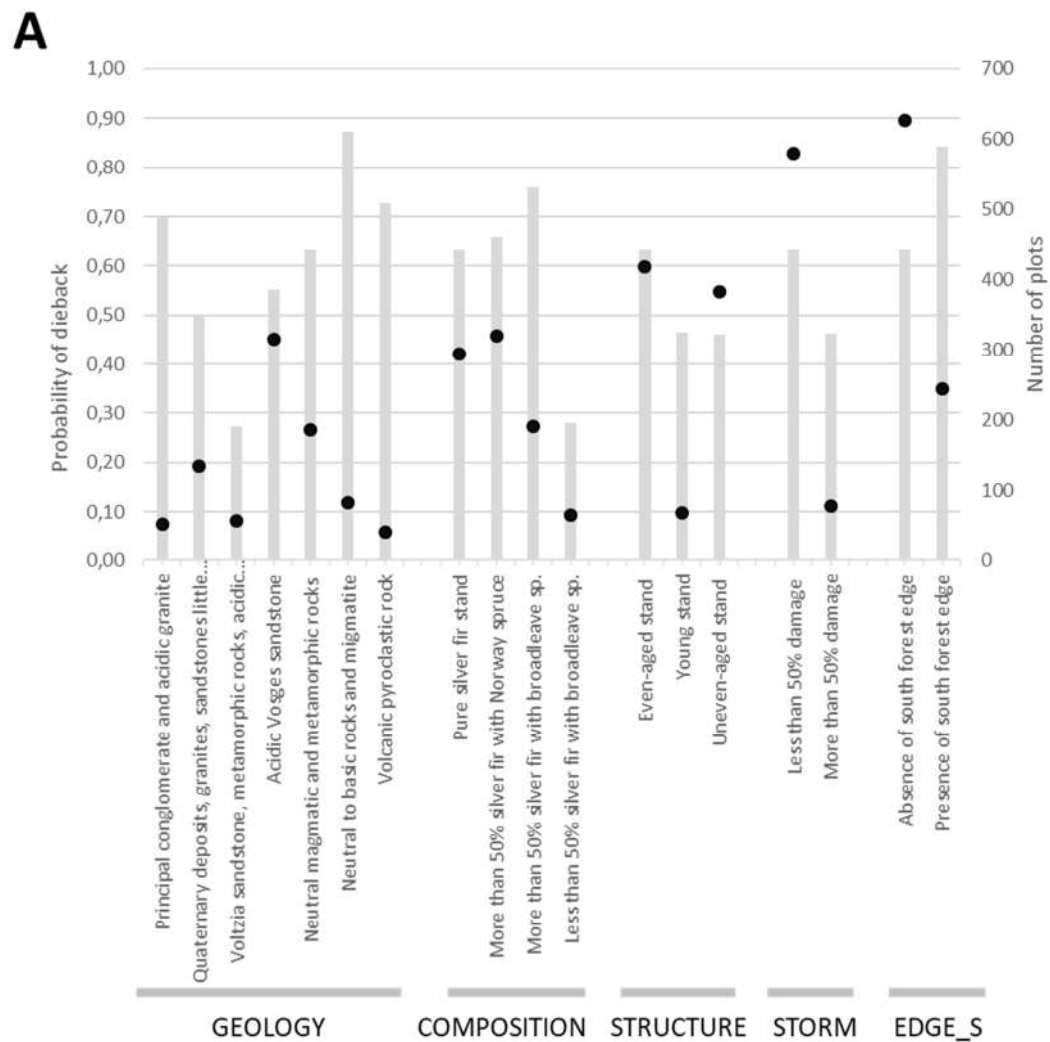 A
1,00
0,90
0,80
0,70
0,60
0,50
0,40
0,30
0,20
0,10
0,00
Probability of dieback
700
600
500
400
300
200
100
0
Number of plots
Principal conglomerate and acidic granite
Quaternary deposits, granites, sandstones little...
Voltzia sandstone, metamorphic rocks, acidic...
Acidic Vosges sandstone
Neutral magmatic and metamorphic rocks
Neutral to basic rocks and migmatite
Volcanic pyroclastic rock
Pure silver fir stand
More than 50% silver fir with Norway spruce
More than 50% silver fir with broadleave sp.
Less than 50% silver fir with broadleave sp.
Even-aged stand
Young stand
Uneven-aged stand
Less than 50% damage
More than 50% damage
Absence of south forest edge
Presence of south forest edge
GEOLOGY
COMPOSITION
STRUCTURE
STORM
EDGE_S